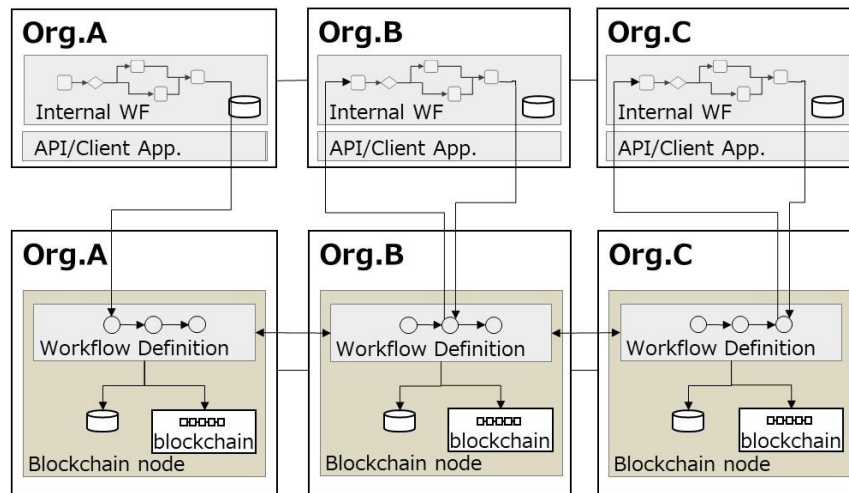 Org.A
Org.B
Org.C
Internal WF
Internal WF
Internal WF
API/Client App.
API/Client App.
API/Client App.
Org.A
Org.B
Org.C
Workflow Definition
Workflow Definition
Workflow Definition
blockchain
blockchain
blockchain
Blockchain node
Blockchain node
Blockchain node